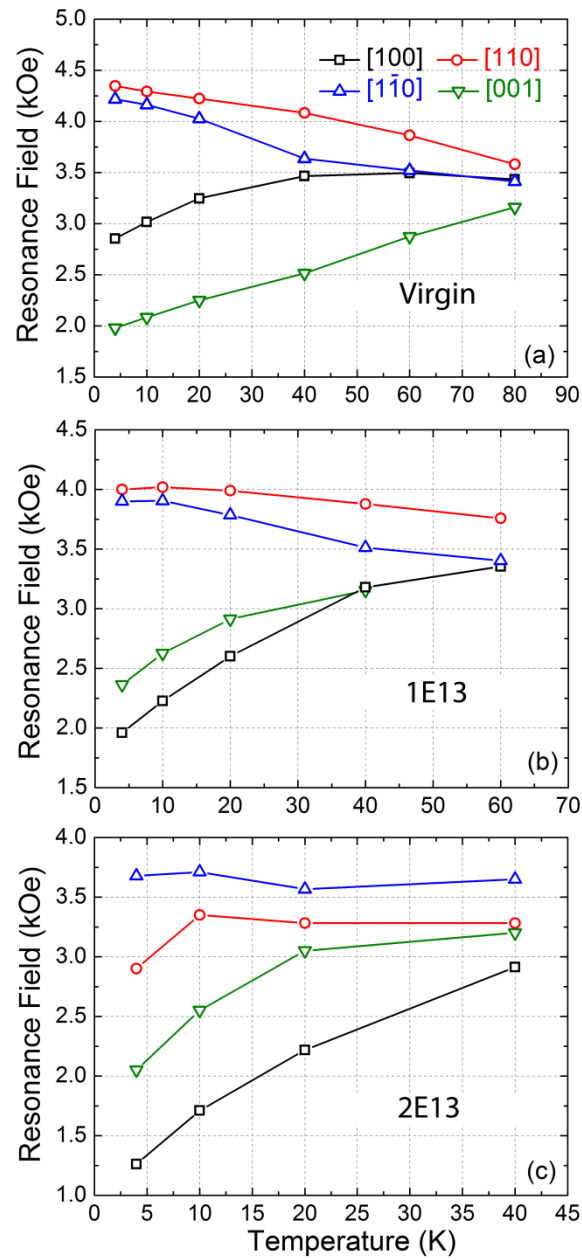 5.0
4.5
4.0
3.5
3.0
2.5
2.0
1.5
Resonance Field (kOe)
[100] [110]
[11̄0] [001]
Virgin
(a)
0 10 20 30 40 50 60 70 80 90
4.5
4.0
3.5
3.0
2.5
2.0
1.5
Resonance Field (kOe)
1E13
(b)
0 10 20 30 40 50 60 70
4.0
3.5
3.0
2.5
2.0
1.5
1.0
Resonance Field (kOe)
2E13
(c)
0 5 10 15 20 25 30 35 40 45
Temperature (K)